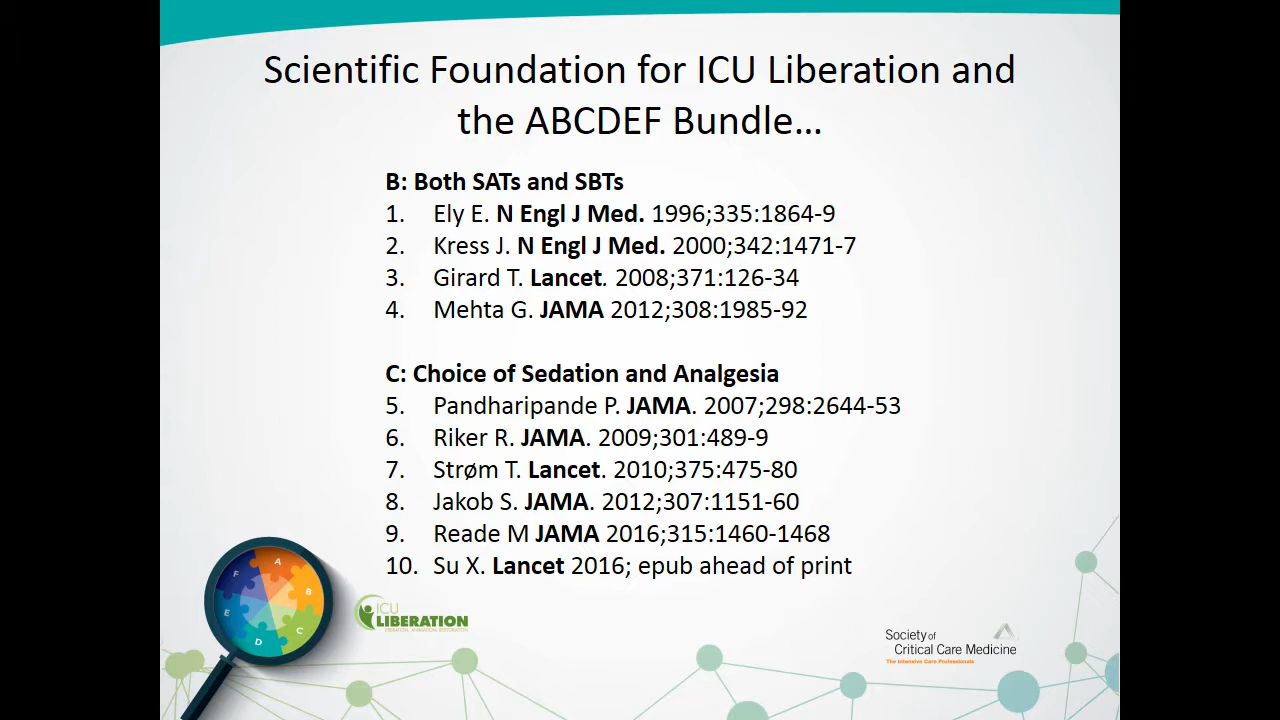 Scientific Foundation for ICU Liberation and
the ABCDEF Bundle…
B: Both SATs and SBTs
1. Ely E. N Engl J Med. 1996;335:1864-9
2. Kress J. N Engl J Med. 2000;342:1471-7
3. Girard T. Lancet. 2008;371:126-34
4. Mehta G. JAMA 2012;308:1985-92
C: Choice of Sedation and Analgesia
5. Pandharipande P. JAMA. 2007;298:2644-53
6. Riker R. JAMA. 2009;301:489-9
7. Strøm T. Lancet. 2010;375:475-80
8. Jakob S. JAMA. 2012;307:1151-60
9. Reade M JAMA 2016;315:1460-1468
10. Su X. Lancet 2016; epub ahead of print
A
B
C
D
E
F
ICU
LIBERATION
Society of
Critical Care Medicine
The Intensive Care Professionals